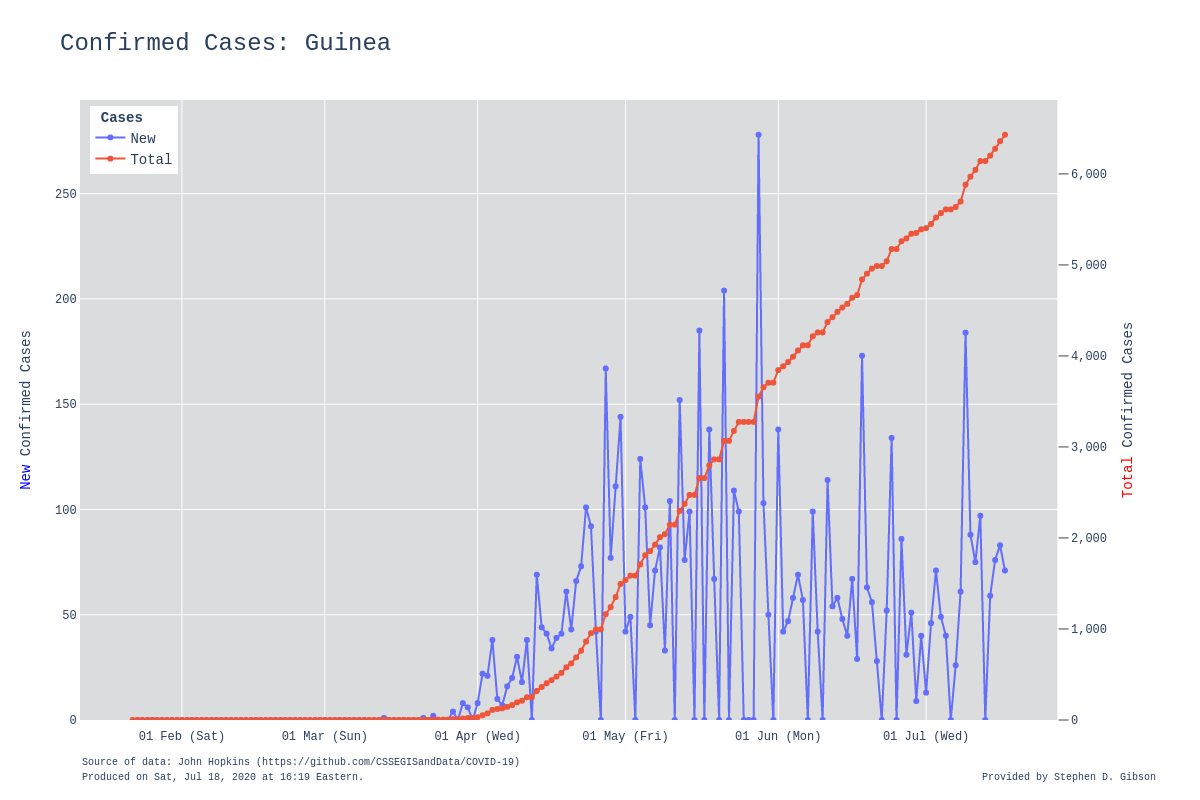 Confirmed Cases: Guinea
Cases
New
Total
250
200
150
100
50
0
New Confirmed Cases
6,000
5,000
4,000
3,000
2,000
1,000
0
Total Confirmed Cases
01 Feb (Sat)
01 Mar (Sun)
01 Apr (Wed)
01 May (Fri)
01 Jun (Mon)
01 Jul (Wed)
Source of data: John Hopkins (https://github.com/CSSEGISandData/COVID-19)
Produced on Sat, Jul 18, 2020 at 16:19 Eastern.
Provided by Stephen D. Gibson